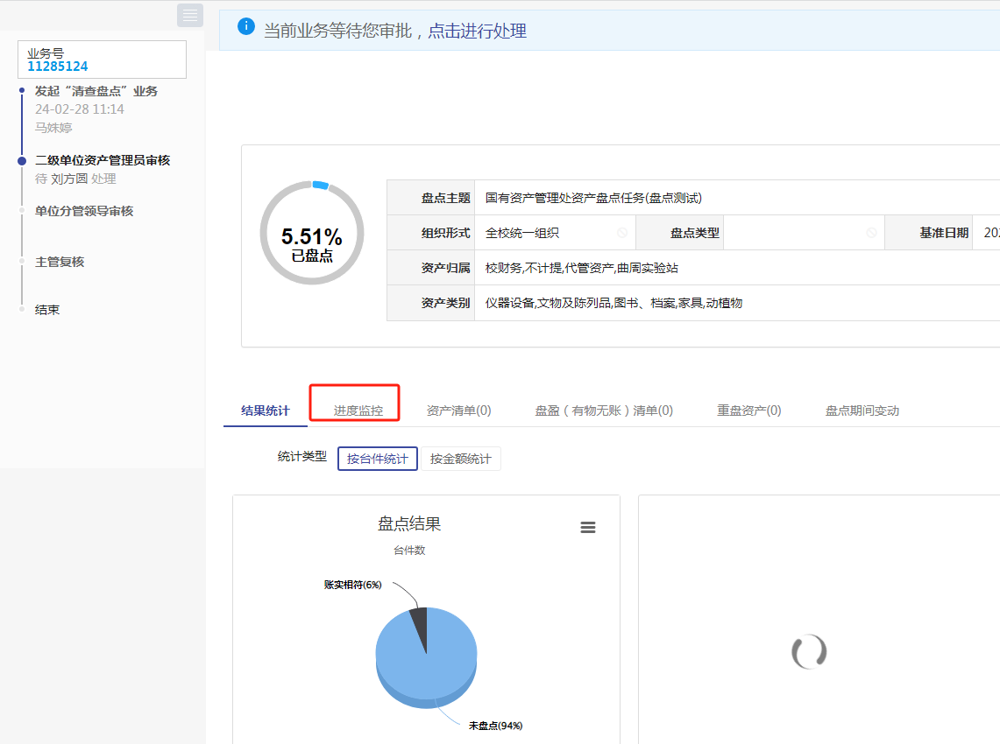 当前业务等待您审批，点击进行处理
业务号
11285124
发起“清查盘点”业务
24-02-28 11:14
马姝婷
二级单位资产管理员审核
待 刘方圆 处理
单位分管领导审核
主管复核
结束
5.51%
已盘点
盘点主题 国有资产管理处资产盘点任务(盘点测试)
组织形式 全校统一组织 盘点类型 基准日期 202
资产归属 校财务,不计提,代管资产,曲周实验站
资产类别 仪器设备,文物及陈列品,图书、档案,家具,动植物
结果统计 进度监控 资产清单(0) 盘盈（有物无账）清单(0) 重盘资产(0) 盘点期间变动
统计类型 按台件统计 按金额统计
盘点结果
台件数
账实相符(6%)
未盘点(94%)